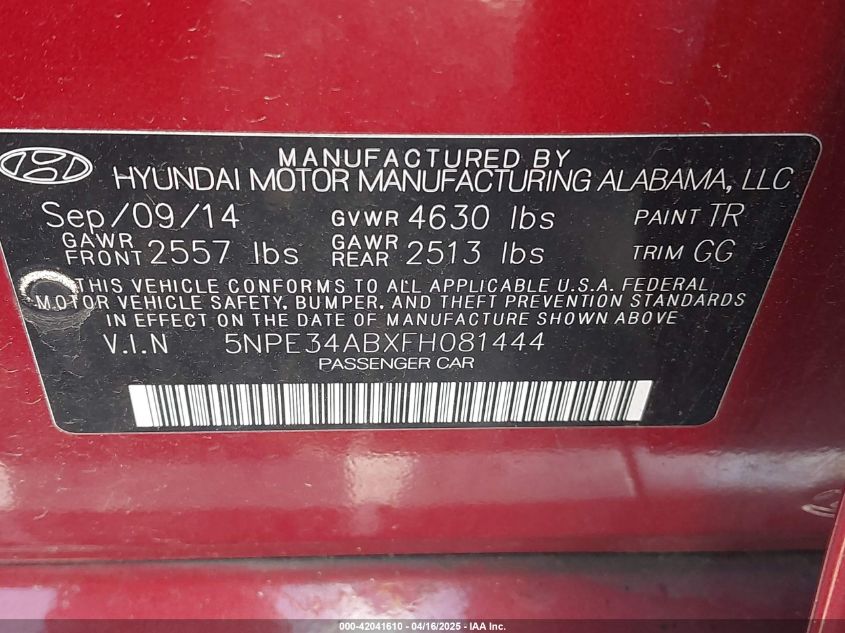 MANUFACTURED BY
HYUNDAI MOTOR MANUFACTURING ALABAMA, LLC
Sep/09/14 GVWR 4630 lbs PAINT TR
GAWR FRONT 2557 lbs GAWR REAR 2513 lbs TRIM GG
THIS VEHICLE CONFORMS TO ALL APPLICABLE U.S.A. FEDERAL
MOTOR VEHICLE SAFETY, BUMPER, AND THEFT PREVENTION STANDARDS
IN EFFECT ON THE DATE OF MANUFACTURE SHOWN ABOVE
V.I.N 5NPE34ABXFH081444
PASSENGER CAR
000-42041610 - 04/16/2025 - IAA Inc.